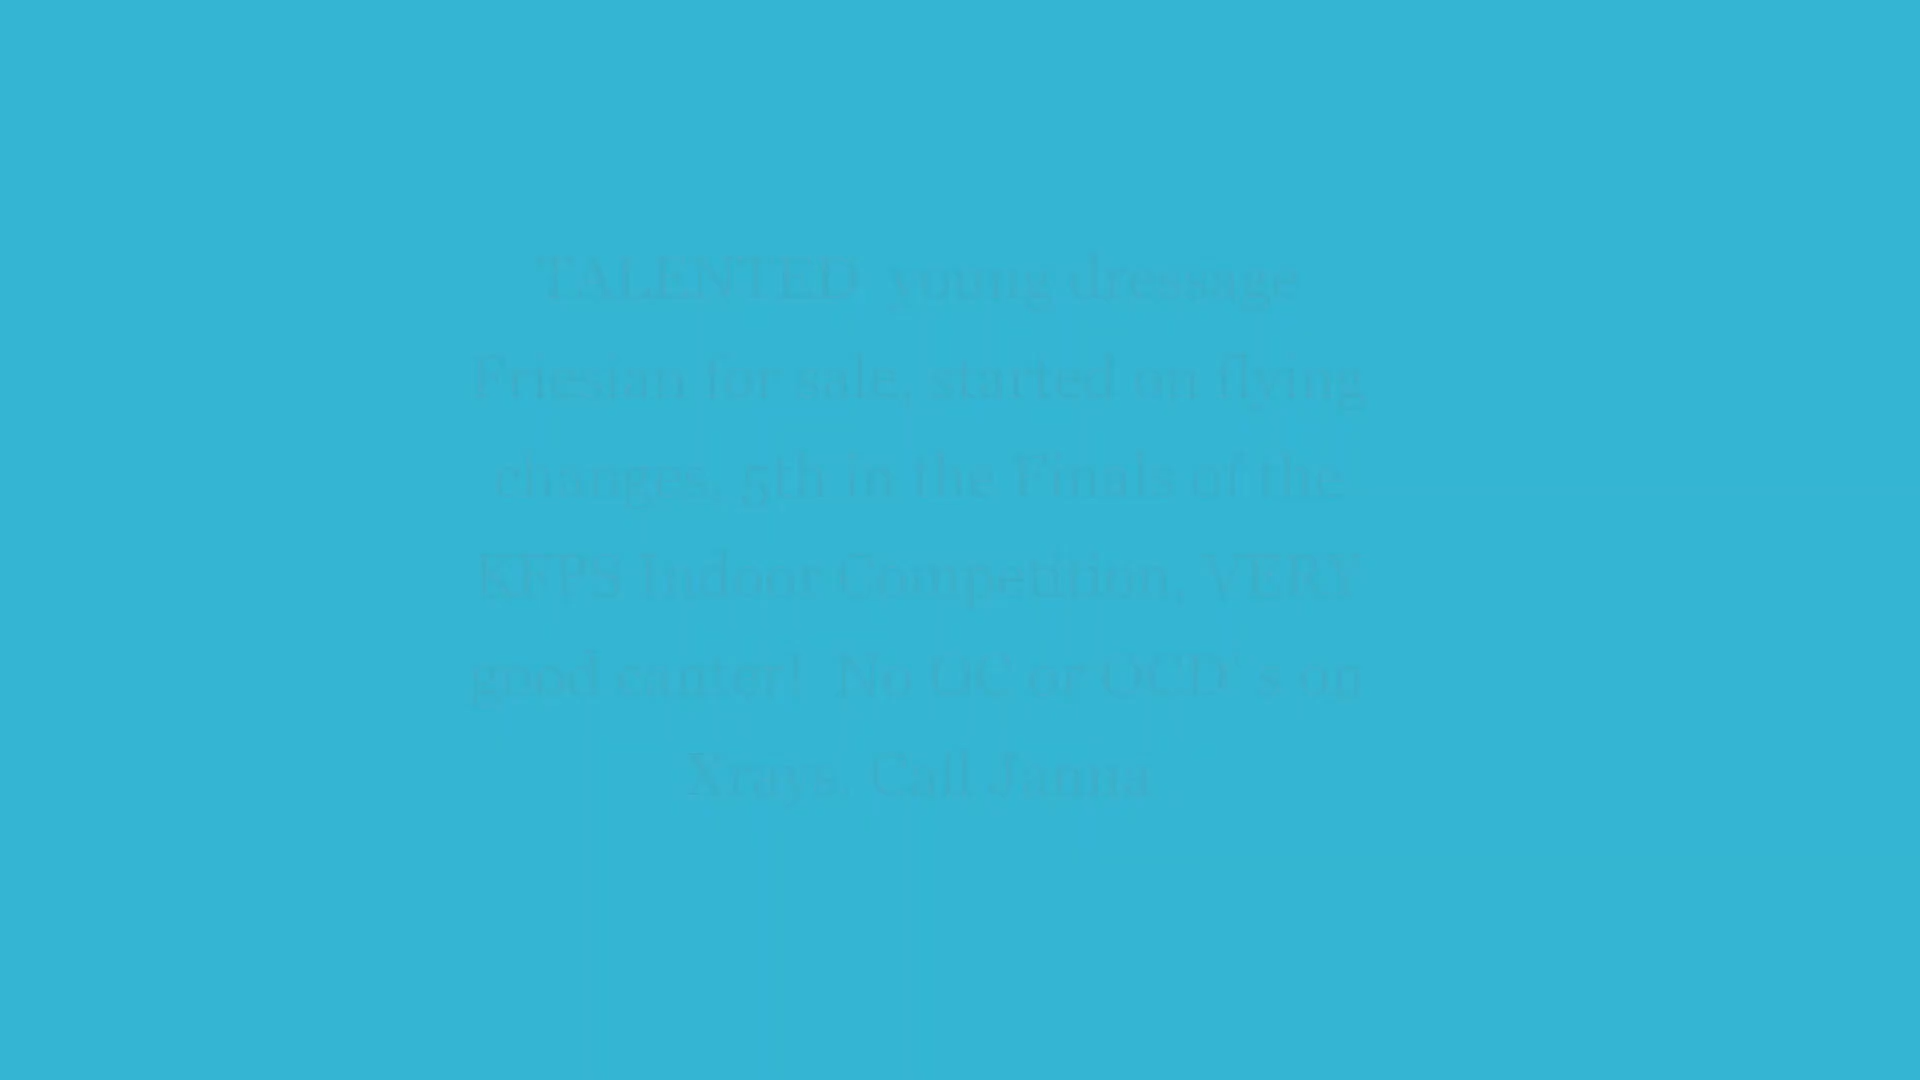 TALENTED young dressage
Friesian for sale, started on flying
changes, 5th in the Finals of the
KFPS Indoor Competition, VERY
good canter! No OC or OCD's on
Xrays. Call Janna